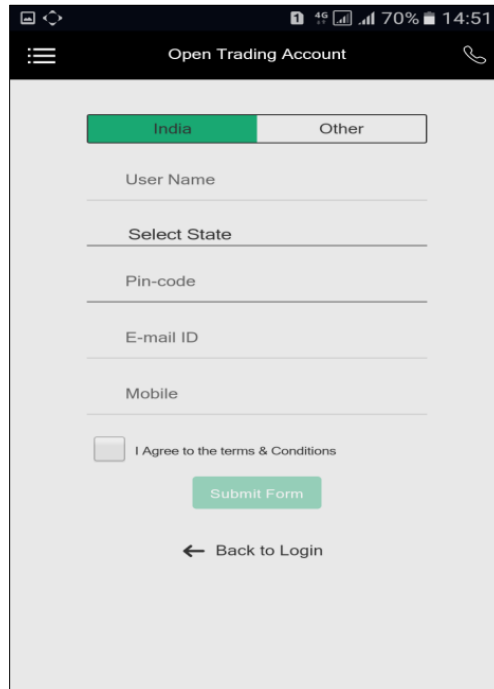 1 4G 70% 14:51
Open Trading Account
India Other
User Name
Select State
Pin-code
E-mail ID
Mobile
I Agree to the terms & Conditions
Submit Form
Back to Login